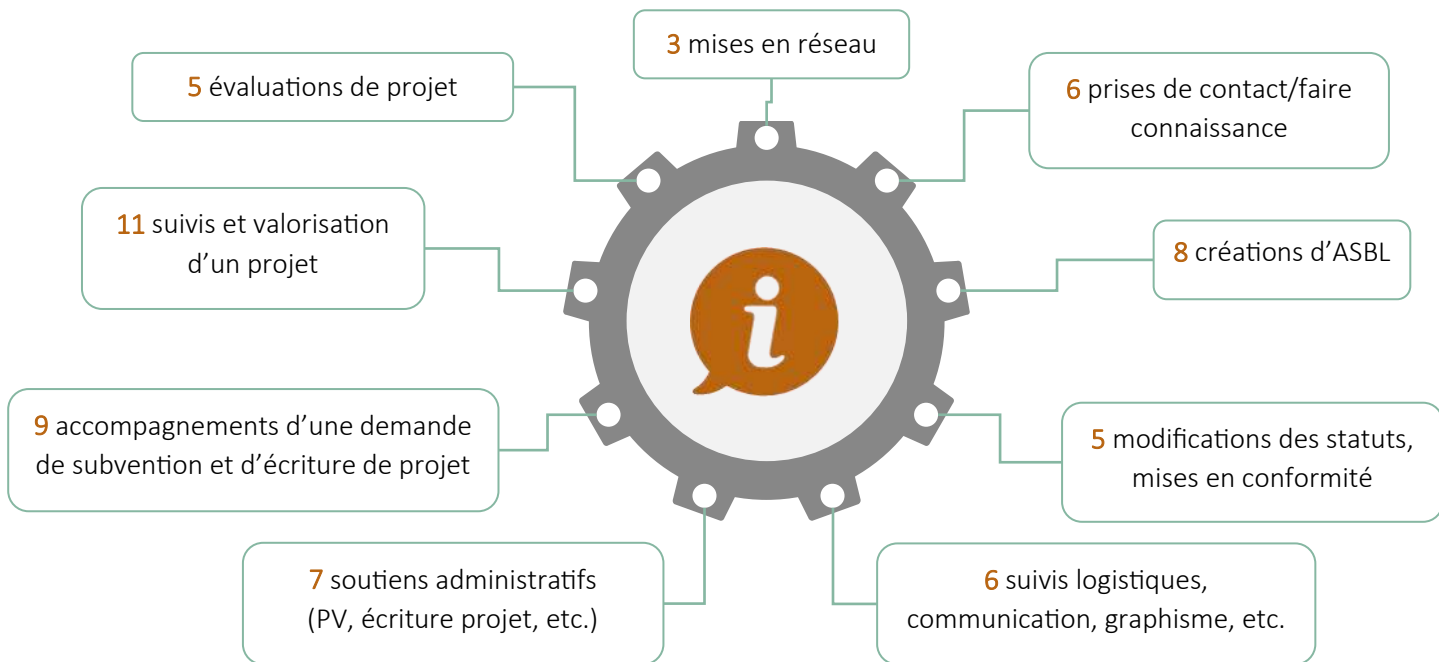 3 mises en réseau
6 prises de contact/faire
connaissance
8 créations d’ASBL
5 modifications des statuts,
mises en conformité
6 suivis logistiques,
communication, graphisme, etc.
7 soutiens administratifs
(PV, écriture projet, etc.)
9 accompagnements d’une demande
de subvention et d’écriture de projet
11 suivis et valorisation
d’un projet
5 évaluations de projet
i